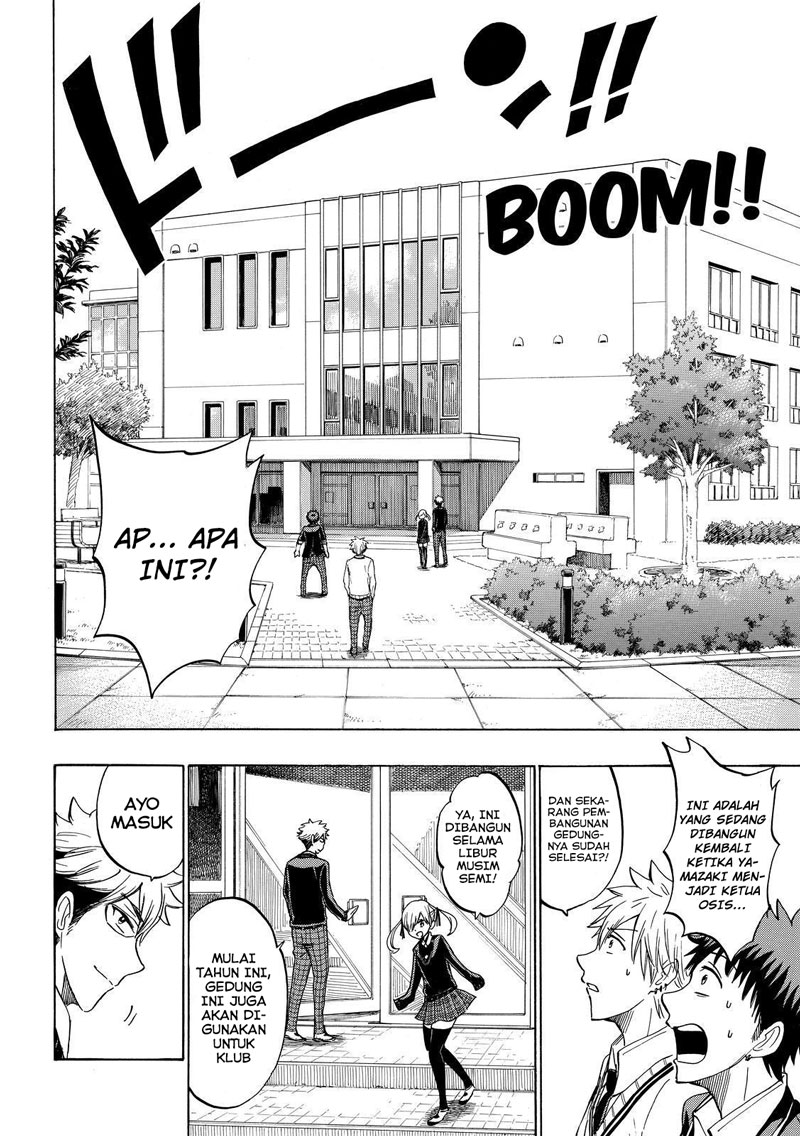 ドーン!!
BOOM!!
AP... APA
INI?!
INI ADALAH
YANG SEDANG
DIBANGUN
KEMBALI
KETIKA YA-
MAZAKI MEN-
JADI KETUA
OSIS...
DAN SEKA-
RANG PEM-
BANGUNAN
GEDUNG-
NYA SUDAH
SELESAI?!
YA, INI
DIBANGUN
SELAMA
LIBUR
MUSIM
SEMI!
MULAI
TAHUN INI,
GEDUNG
INI JUGA
AKAN DI-
GUNAKAN
UNTUK
KLUB
AYO
MASUK